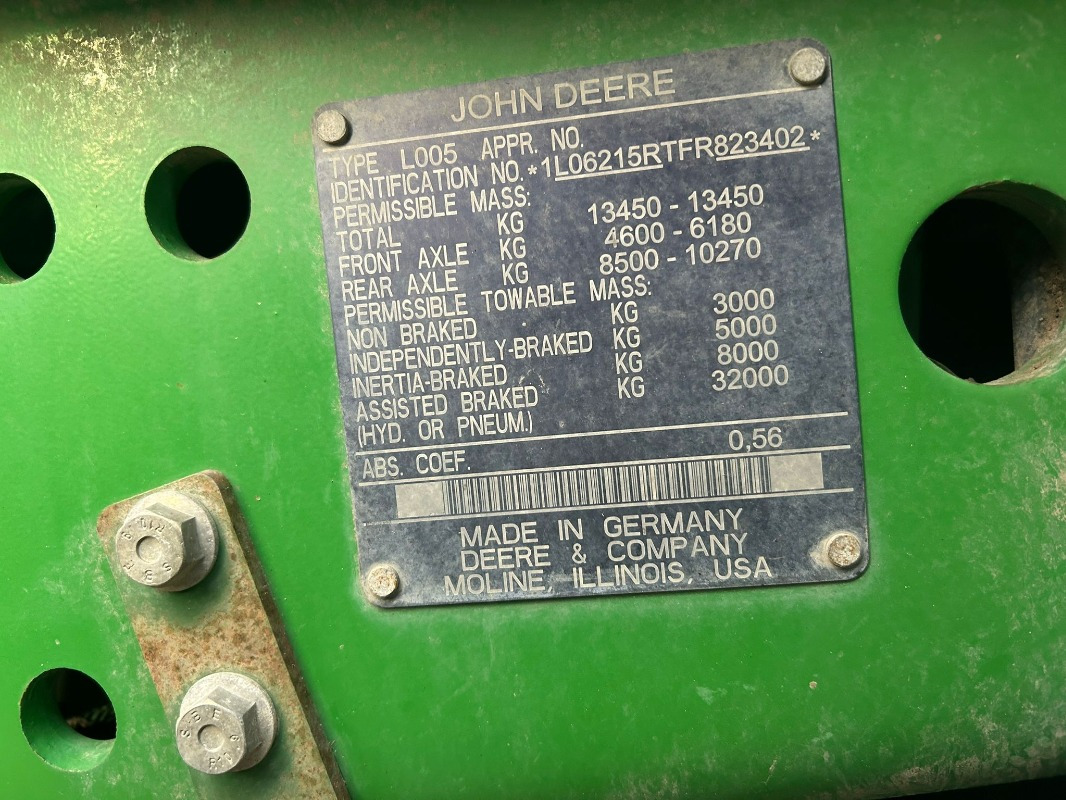 JOHN DEERE
TYPE L005 APPR. NO.
IDENTIFICATION NO. *1L06215RTFR823402*
PERMISSIBLE MASS:
TOTAL KG 13450 - 13450
FRONT AXLE KG 4600 - 6180
REAR AXLE KG 8500 - 10270
PERMISSIBLE TOWABLE MASS:
NON BRAKED KG 3000
INDEPENDENTLY-BRAKED KG 5000
INERTIA-BRAKED KG 8000
ASSISTED BRAKED KG 32000
(HYD. OR PNEUM.)
ABS. COEF. 0,56
MADE IN GERMANY
DEERE & COMPANY
MOLINE, ILLINOIS, USA